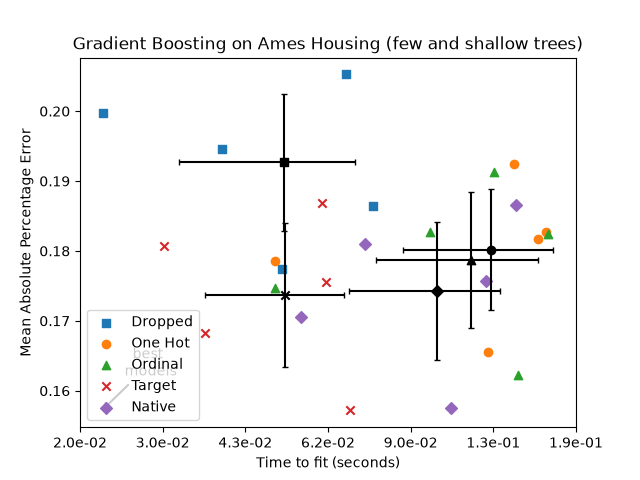 Gradient Boosting on Ames Housing (few and shallow trees)
Mean Absolute Percentage Error
0.20
0.19
0.18
0.17
0.16
Dropped
One Hot
Ordinal
Target
Native
best
models
2.0e-02 3.0e-02 4.3e-02 6.2e-02 9.0e-02 1.3e-01 1.9e-01
Time to fit (seconds)